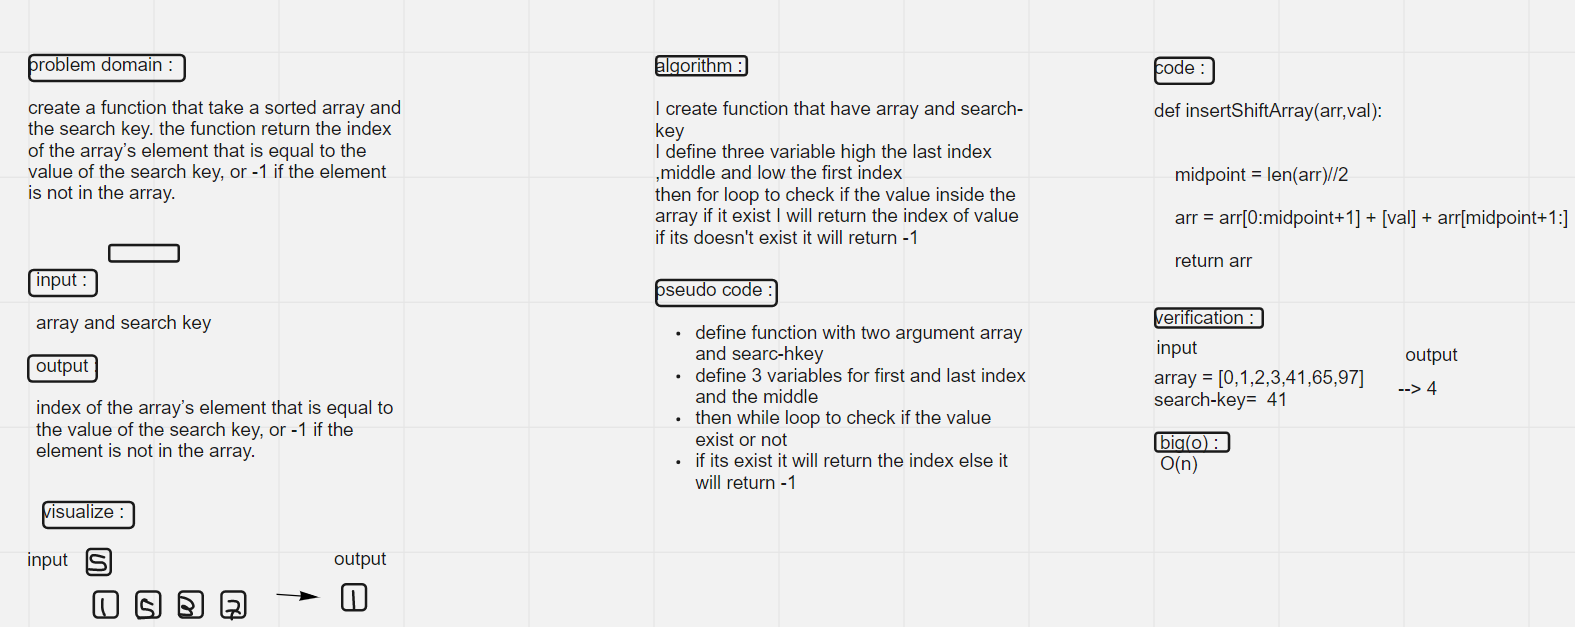 problem domain :
create a function that take a sorted array and
the search key. the function return the index
of the array's element that is equal to the
value of the search key, or -1 if the element
is not in the array.
input :
array and search key
output :
index of the array's element that is equal to
the value of the search key, or -1 if the
element is not in the array.
visualize :
input
5
output
1
algorithm :
I create function that have array and search-
key
I define three variable high the last index
,middle and low the first index
then for loop to check if the value inside the
array if it exist I will return the index of value
if its doesn't exist it will return -1
pseudo code :
• define function with two argument array
and searc-hkey
• define 3 variables for first and last index
and the middle
• then while loop to check if the value
exist or not
• if its exist it will return the index else it
will return -1
code :
def insertShiftArray(arr,val):
midpoint = len(arr)//2
arr = arr[0:midpoint+1] + [val] + arr[midpoint+1:]
return arr
verification :
input
output
array = [0,1,2,3,41,65,97]
--> 4
search-key= 41
big(o) :
O(n)